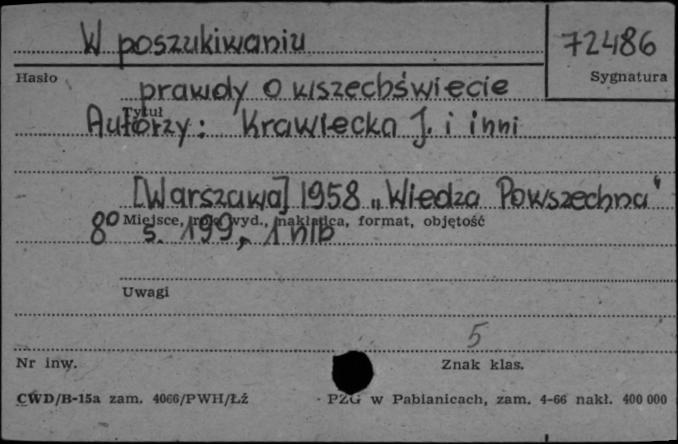 W poszukiwaniu 72486
Hasło Sygnatura
prawdy o wszechświecie
Tytuł
Autorzy: Krawiecka J. i inni
[Warszawa] 1958 „Wiedza Powszechna"
Miejsce, rok wyd., nakładca, format, objętość
8⁰ s. 199, 1 nlb
Uwagi
5
Nr inw. Znak klas.
CWD/B-15a zam. 4066/PWH/Łż PZG w Pabianicach, zam. 4-66 nakł. 400 000